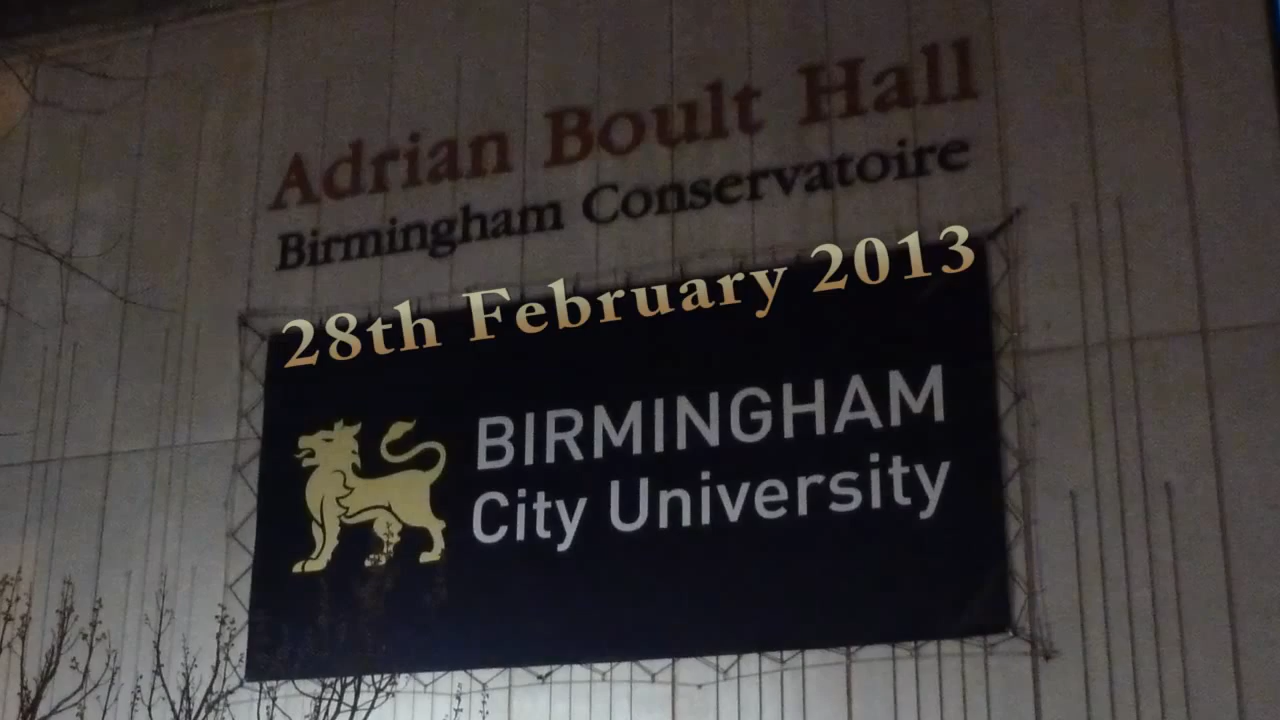 Adrian Boult Hall
Birmingham Conservatoire
28th February 2013
BIRMINGHAM
City University